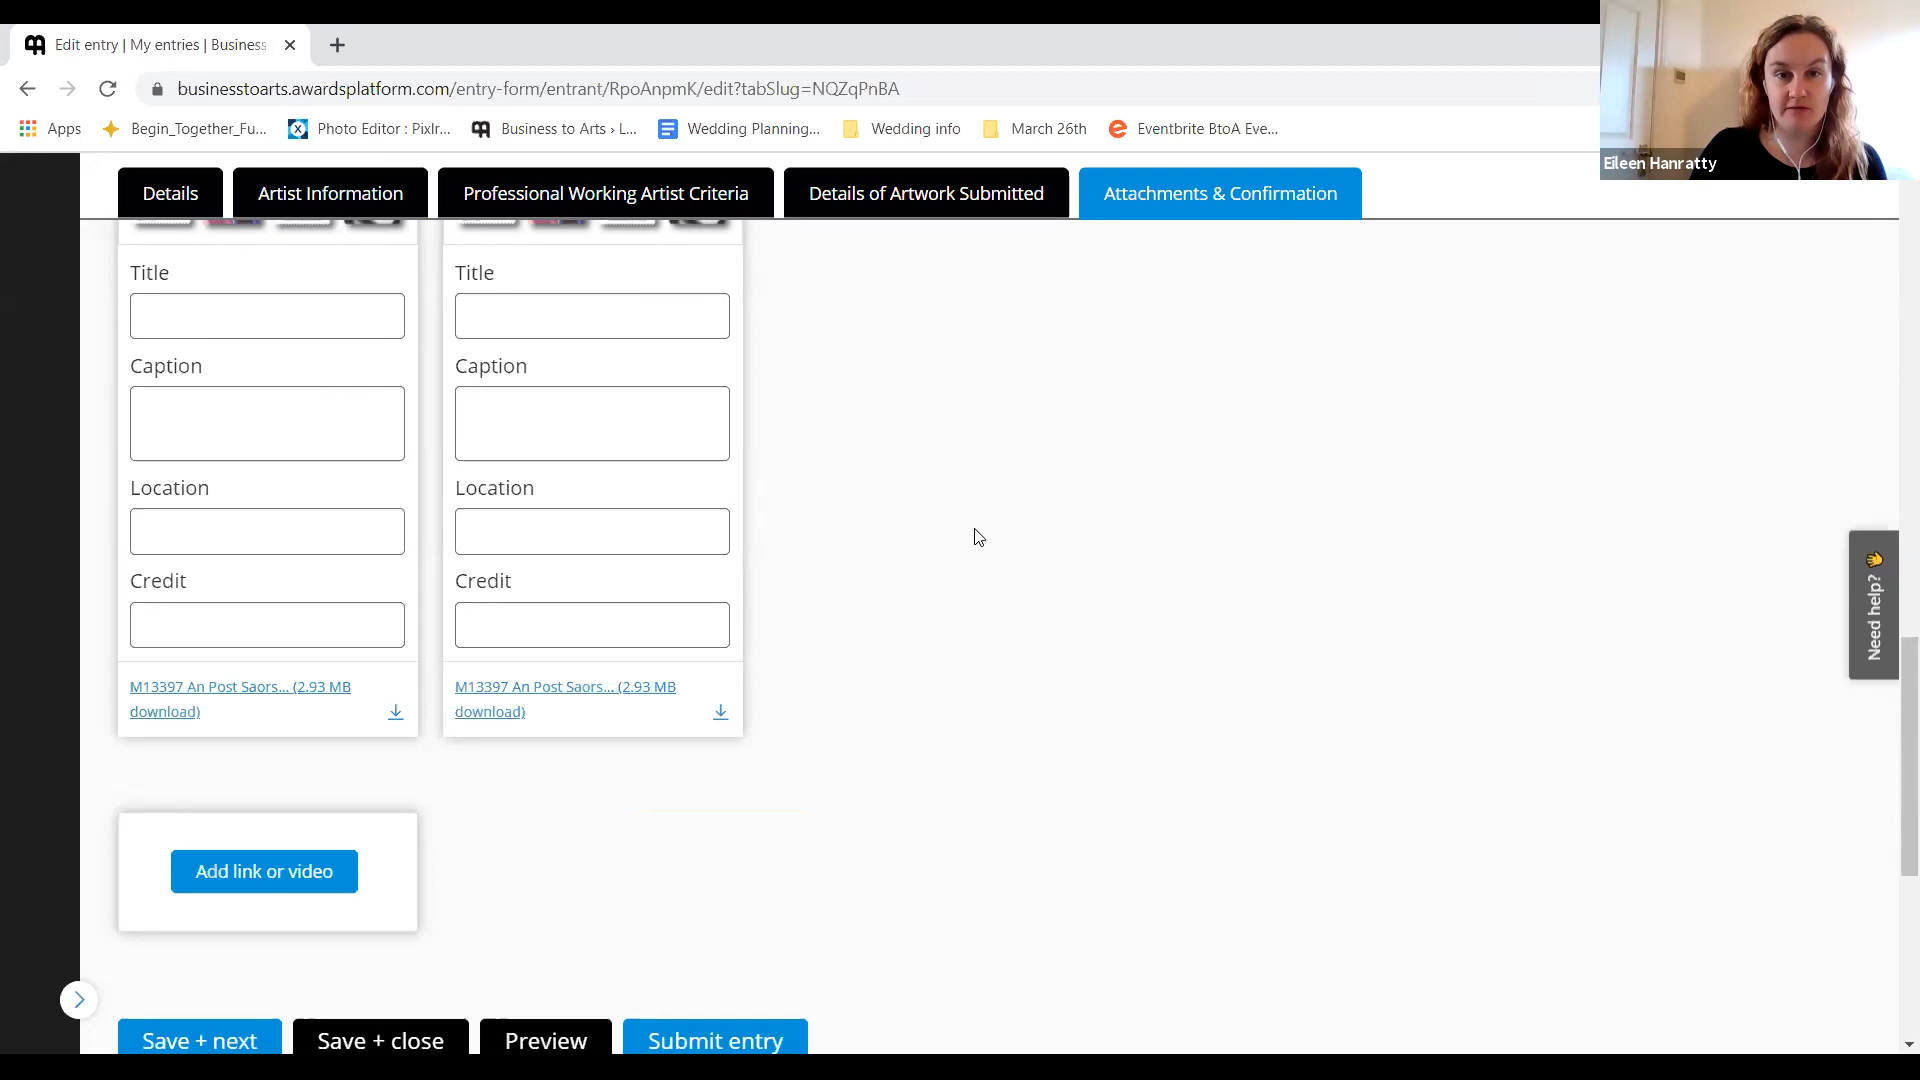 Edit entry | My entries | Business
businesstoarts.awardsplatform.com/entry-form/entrant/RpoAnpmK/edit?tabSlug=NQZqPnBA
Apps
Begin_Together_Fu...
Photo Editor : Pixlr...
Business to Arts › L...
Wedding Planning...
Wedding info
March 26th
Eventbrite BtoA Eve...
Eileen Hanratty
Details
Artist Information
Professional Working Artist Criteria
Details of Artwork Submitted
Attachments & Confirmation
Title
Caption
Location
Credit
M13397 An Post Saors... (2.93 MB
download)
Title
Caption
Location
Credit
M13397 An Post Saors... (2.93 MB
download)
Need help?
Add link or video
Save + next
Save + close
Preview
Submit entry